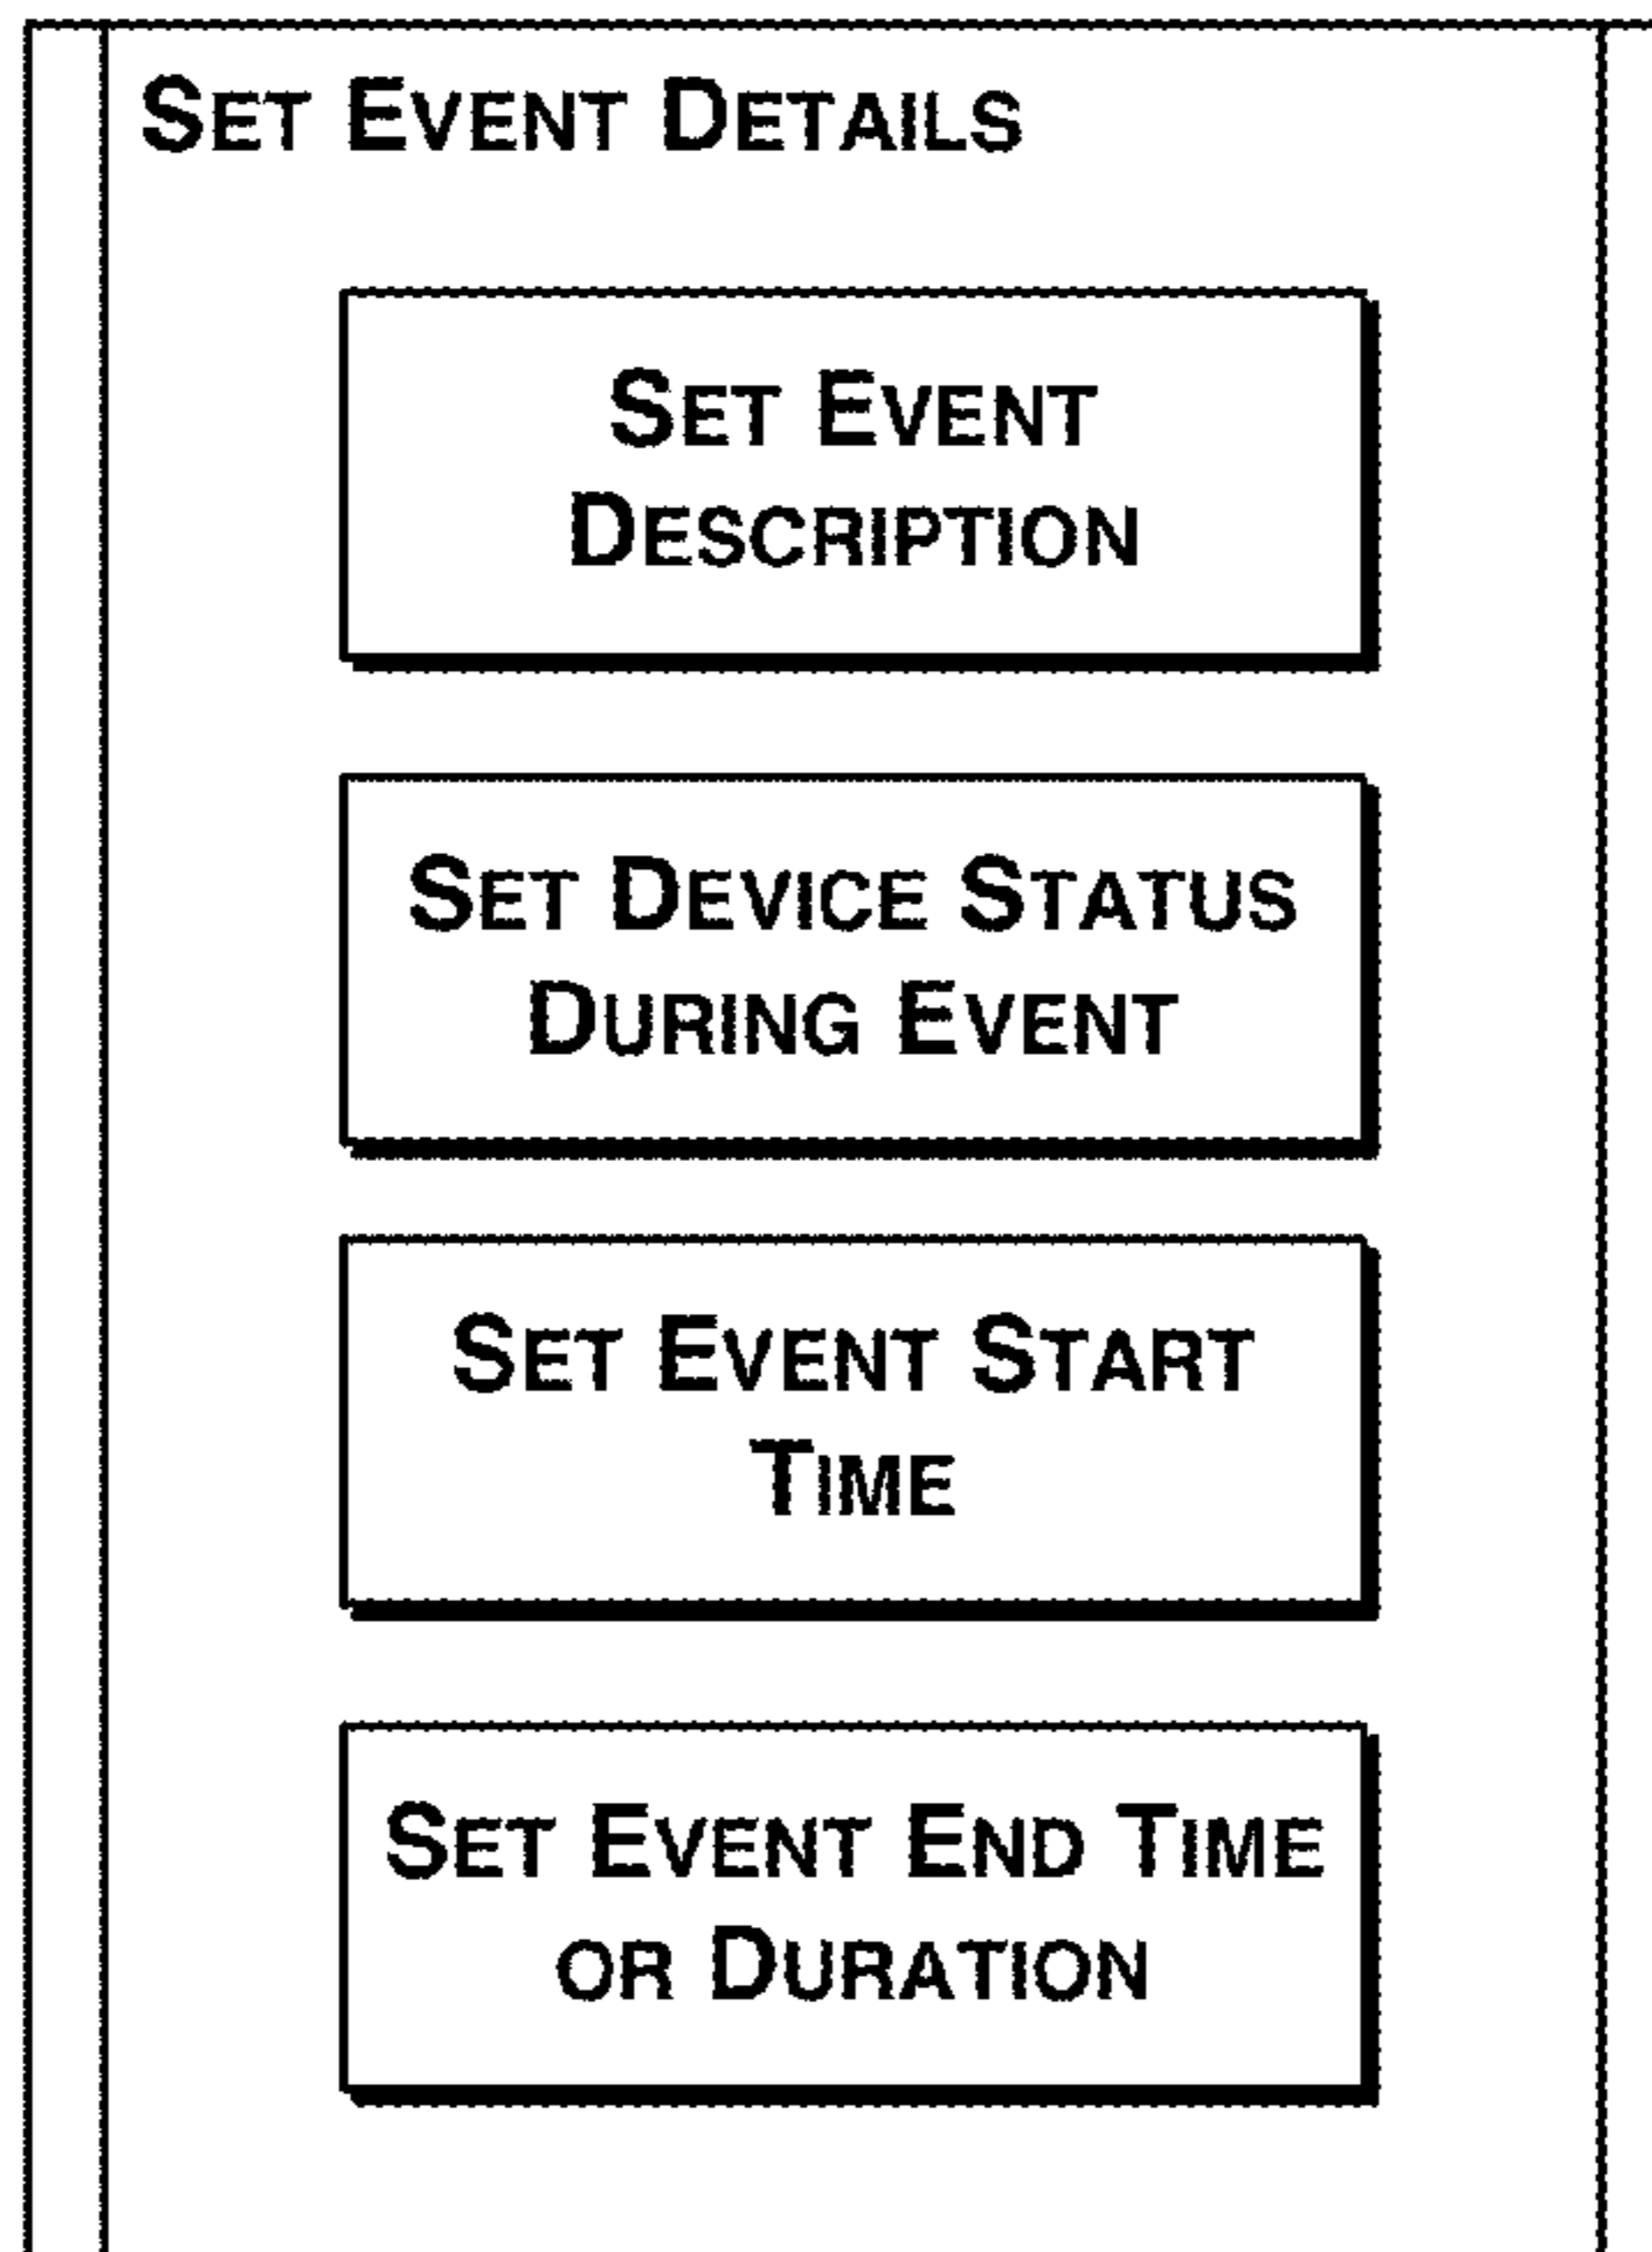 SET EVENT DETAILS
SET EVENT
DESCRIPTION
SET DEVICE STATUS
DURING EVENT
SET EVENT START
TIME
SET EVENT END TIME
OR DURATION